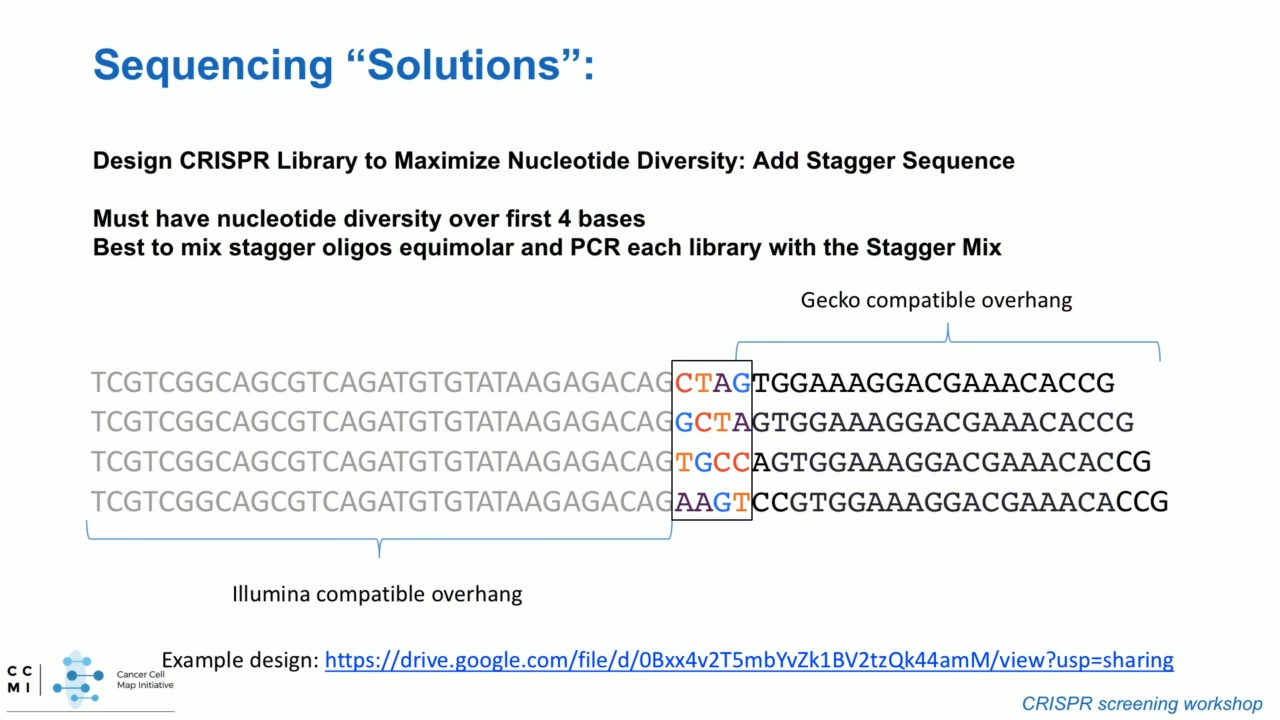 Sequencing “Solutions”:
Design CRISPR Library to Maximize Nucleotide Diversity: Add Stagger Sequence
Must have nucleotide diversity over first 4 bases
Best to mix stagger oligos equimolar and PCR each library with the Stagger Mix
Gecko compatible overhang
TCGTCGGCAGCGTCAGATGTGTATAAGAGACAGCTAGTGGAAAGGACGAAACACCG
TCGTCGGCAGCGTCAGATGTGTATAAGAGACAGGCTAGTGGAAAGGACGAAACACCG
TCGTCGGCAGCGTCAGATGTGTATAAGAGACAGTGCCAGTGGAAAGGACGAAACACCG
TCGTCGGCAGCGTCAGATGTGTATAAGAGACAGAAGTCCGTGGAAAGGACGAAACACCG
Illumina compatible overhang
Example design: https://drive.google.com/file/d/0Bxx4v2T5mbYvZk1BV2tzQk44amM/view?usp=sharing
CC
MI
Cancer Cell
Map Initiative
CRISPR screening workshop